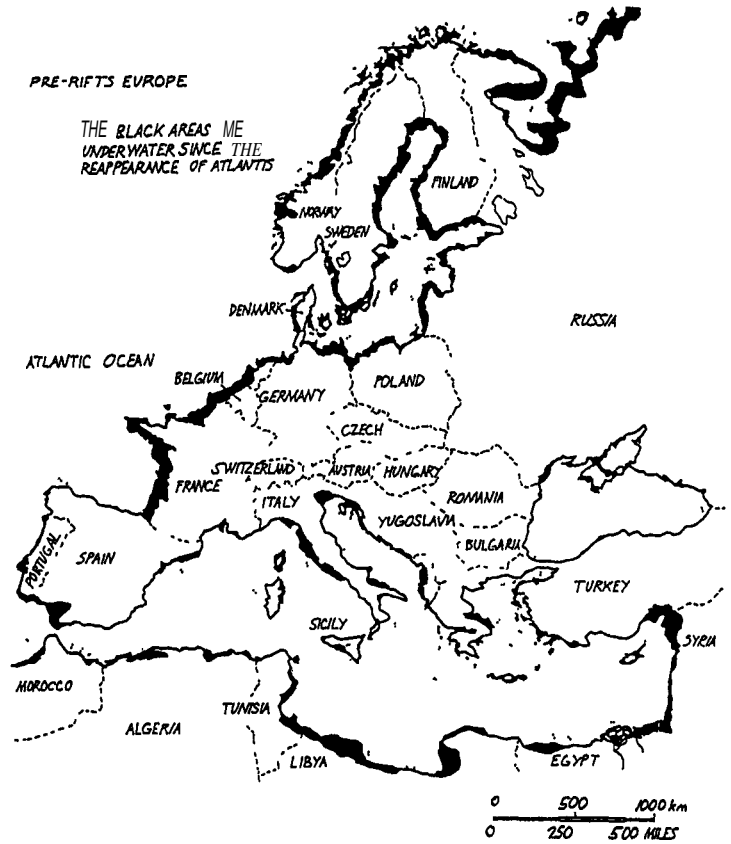 PRE-RIFTS EUROPE
THE BLACK AREAS ME
UNDERWATER SINCE THE
REAPPEARANCE OF ATLANTIS
FINLAND
NORWAY
SWEDEN
DENMARK
RUSSIA
ATLANTIC OCEAN
BELGIUM
GERMANY
POLAND
CZECH
SWITZERLAND
AUSTRIA
HUNGARY
FRANCE
ITALY
ROMANIA
YUGOSLAVIA
BULGARIA
PORTUGAL
SPAIN
TURKEY
SICILY
SYRIA
MOROCCO
TUNISIA
ALGERIA
LIBYA
EGYPT
0 500 1000 km
0 250 500 MILES